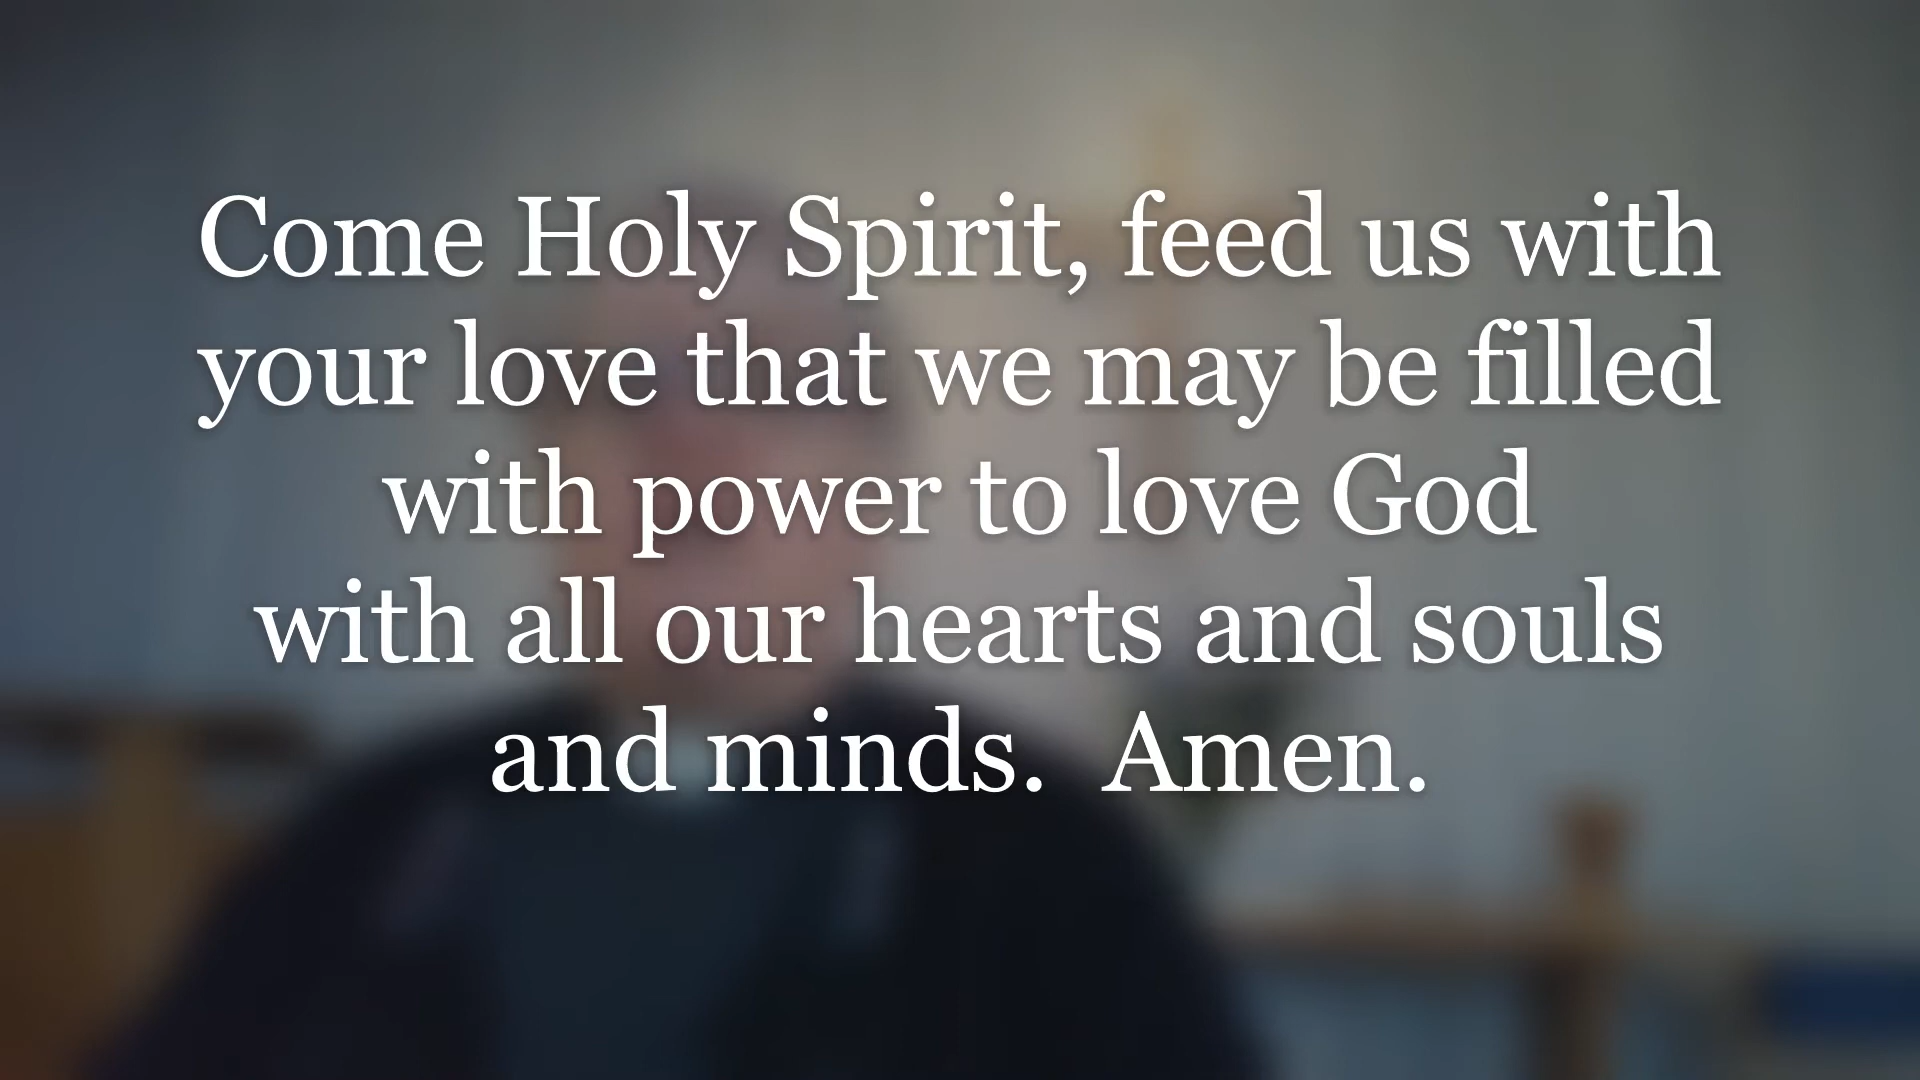 Come Holy Spirit, feed us with
your love that we may be filled
with power to love God
with all our hearts and souls
and minds.  Amen.